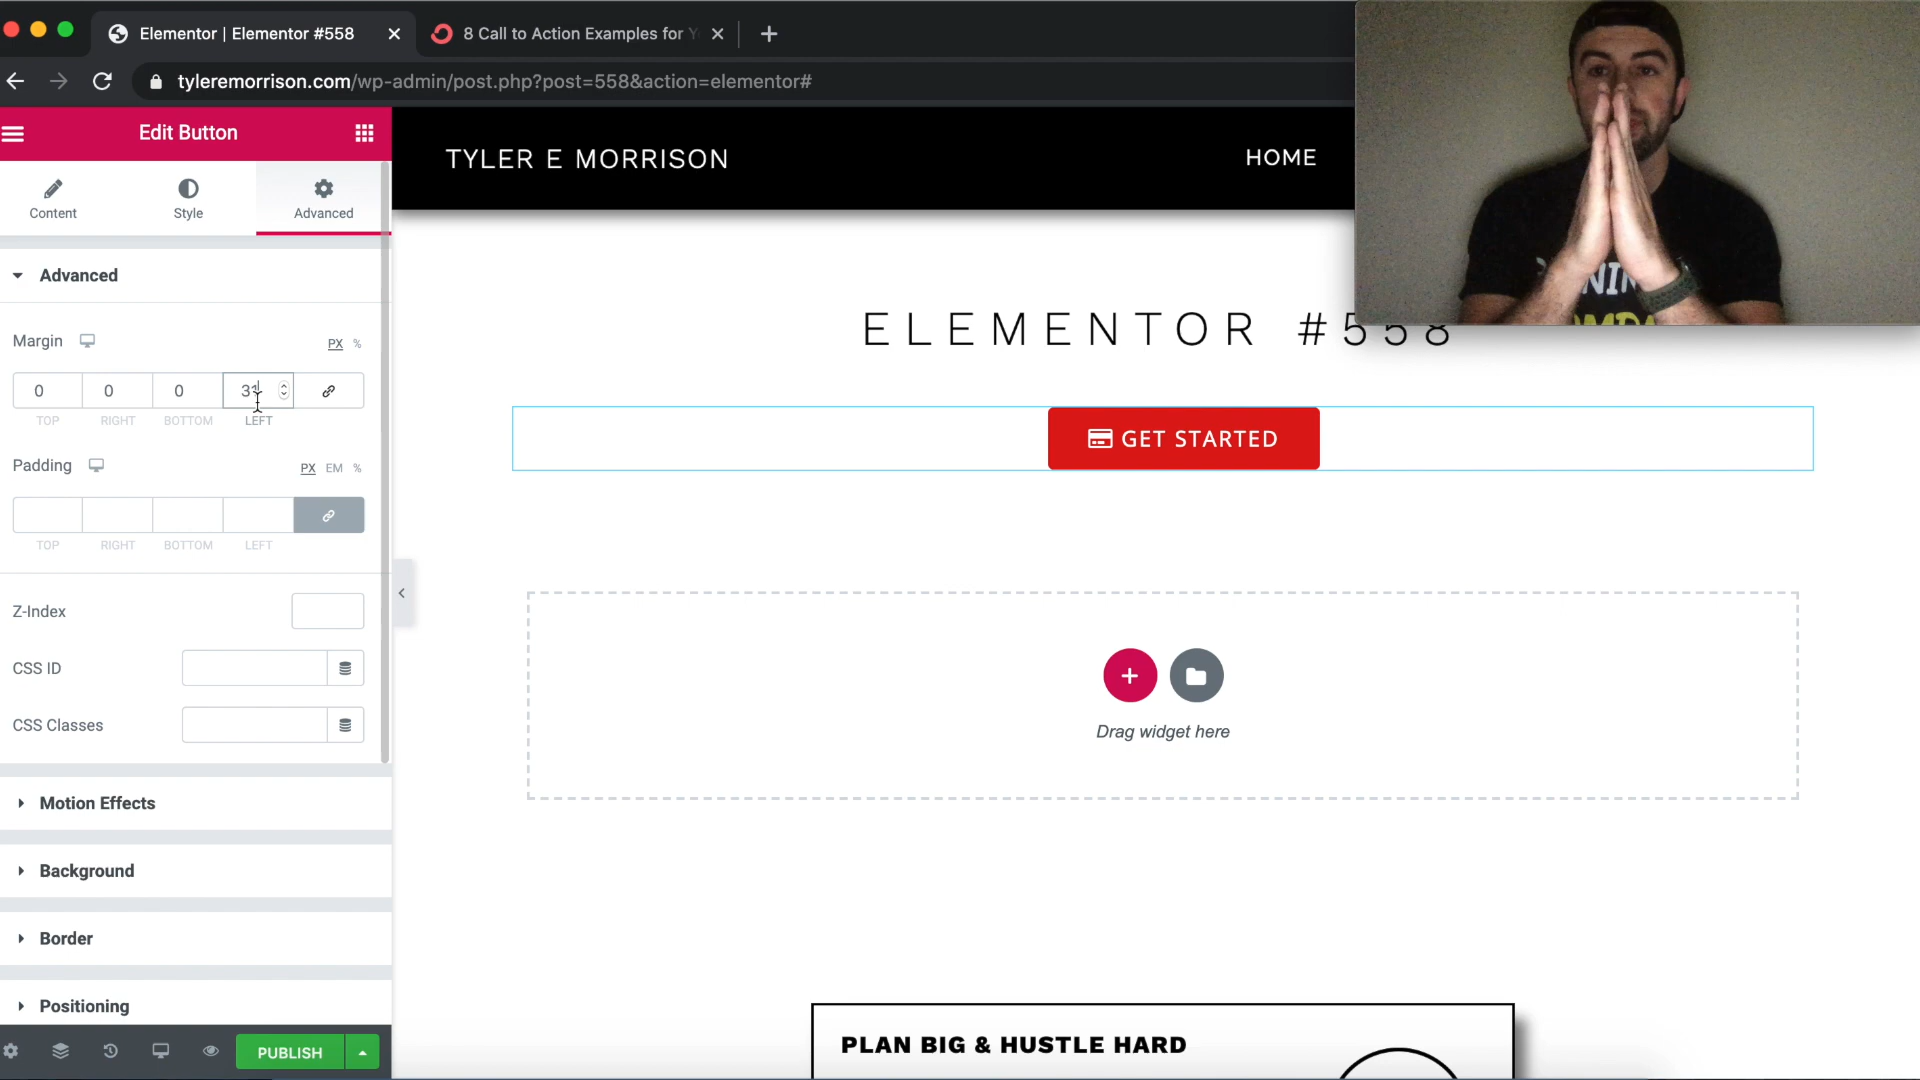 Elementor | Elementor #558
8 Call to Action Examples for Y
tyleremorrison.com/wp-admin/post.php?post=558&action=elementor#
Edit Button
Content
Style
Advanced
Advanced
Margin
PX %
0 0 0 31
TOP RIGHT BOTTOM LEFT
Padding
PX EM %
TOP RIGHT BOTTOM LEFT
Z-Index
CSS ID
CSS Classes
Motion Effects
Background
Border
Positioning
PUBLISH
TYLER E MORRISON
HOME
ELEMENTOR #558
GET STARTED
Drag widget here
PLAN BIG & HUSTLE HARD